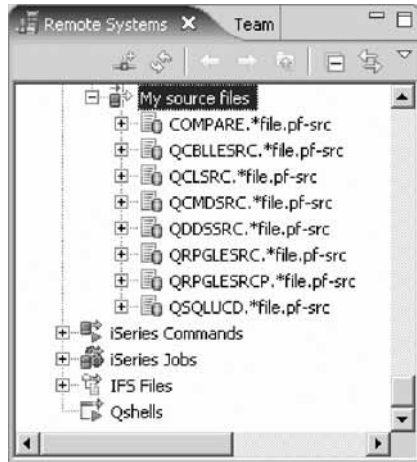 Remote Systems Team
My source files
COMPARE.*file.pf-src
QCBLLESRC.*file.pf-src
QCLSRC.*file.pf-src
QCMDSRC.*file.pf-src
QDDSSRC.*file.pf-src
QRPGLESRC.*file.pf-src
QRPGLESRCP.*file.pf-src
QSQLUCD.*file.pf-src
iSeries Commands
iSeries Jobs
IFS Files
Qshells